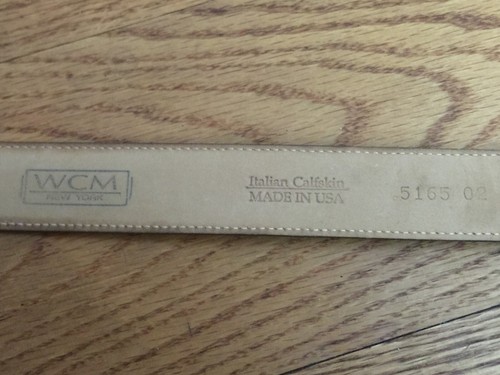 WCM
NEW YORK
Italian Calfskin
MADE IN USA
5165 02